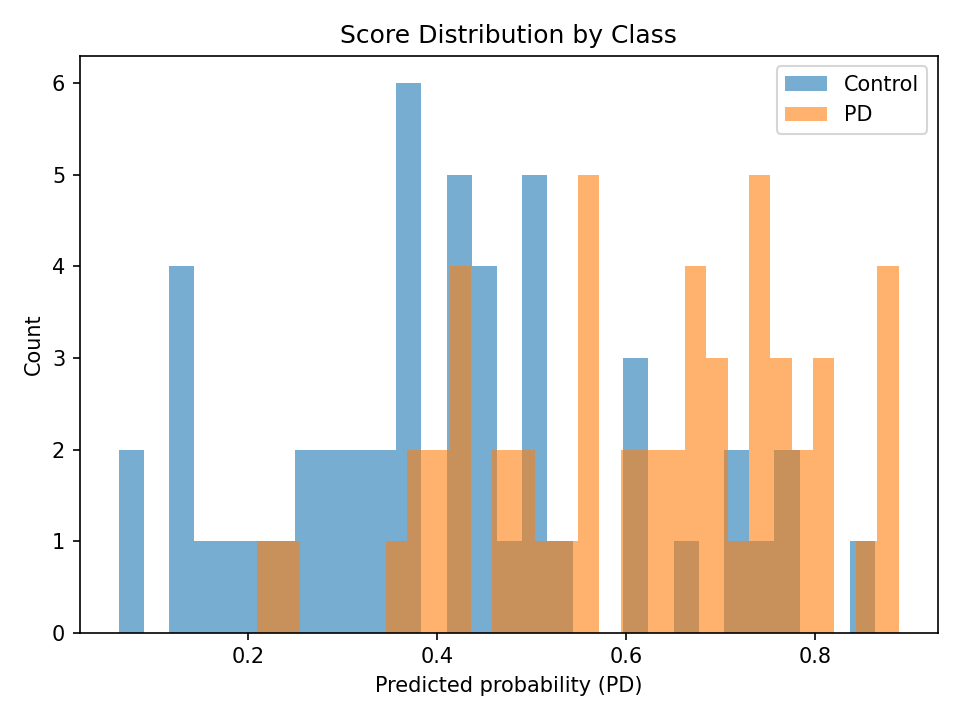 Score Distribution by Class
Control
PD
6
5
4
3
2
1
0
Count
0.2 0.4 0.6 0.8
Predicted probability (PD)